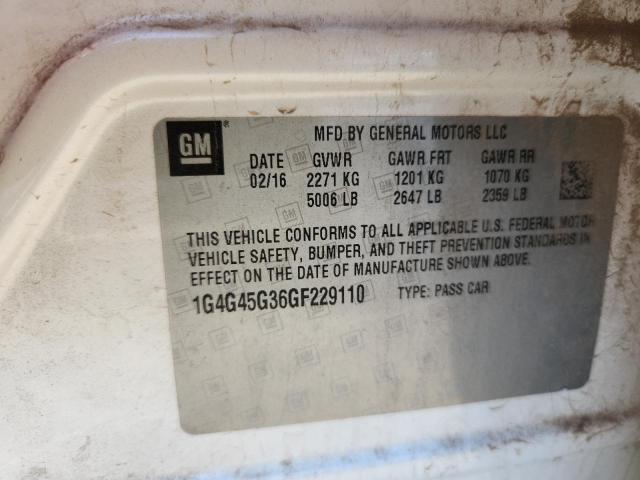 GM ®
MFD BY GENERAL MOTORS LLC
DATE GVWR GAWR FRT GAWR RR
02/16 2271 KG 1201 KG 1070 KG
5006 LB 2647 LB 2359 LB
THIS VEHICLE CONFORMS TO ALL APPLICABLE U.S. FEDERAL MOTOR
VEHICLE SAFETY, BUMPER, AND THEFT PREVENTION STANDARDS IN
EFFECT ON THE DATE OF MANUFACTURE SHOWN ABOVE.
1G4G45G36GF229110 TYPE: PASS CAR